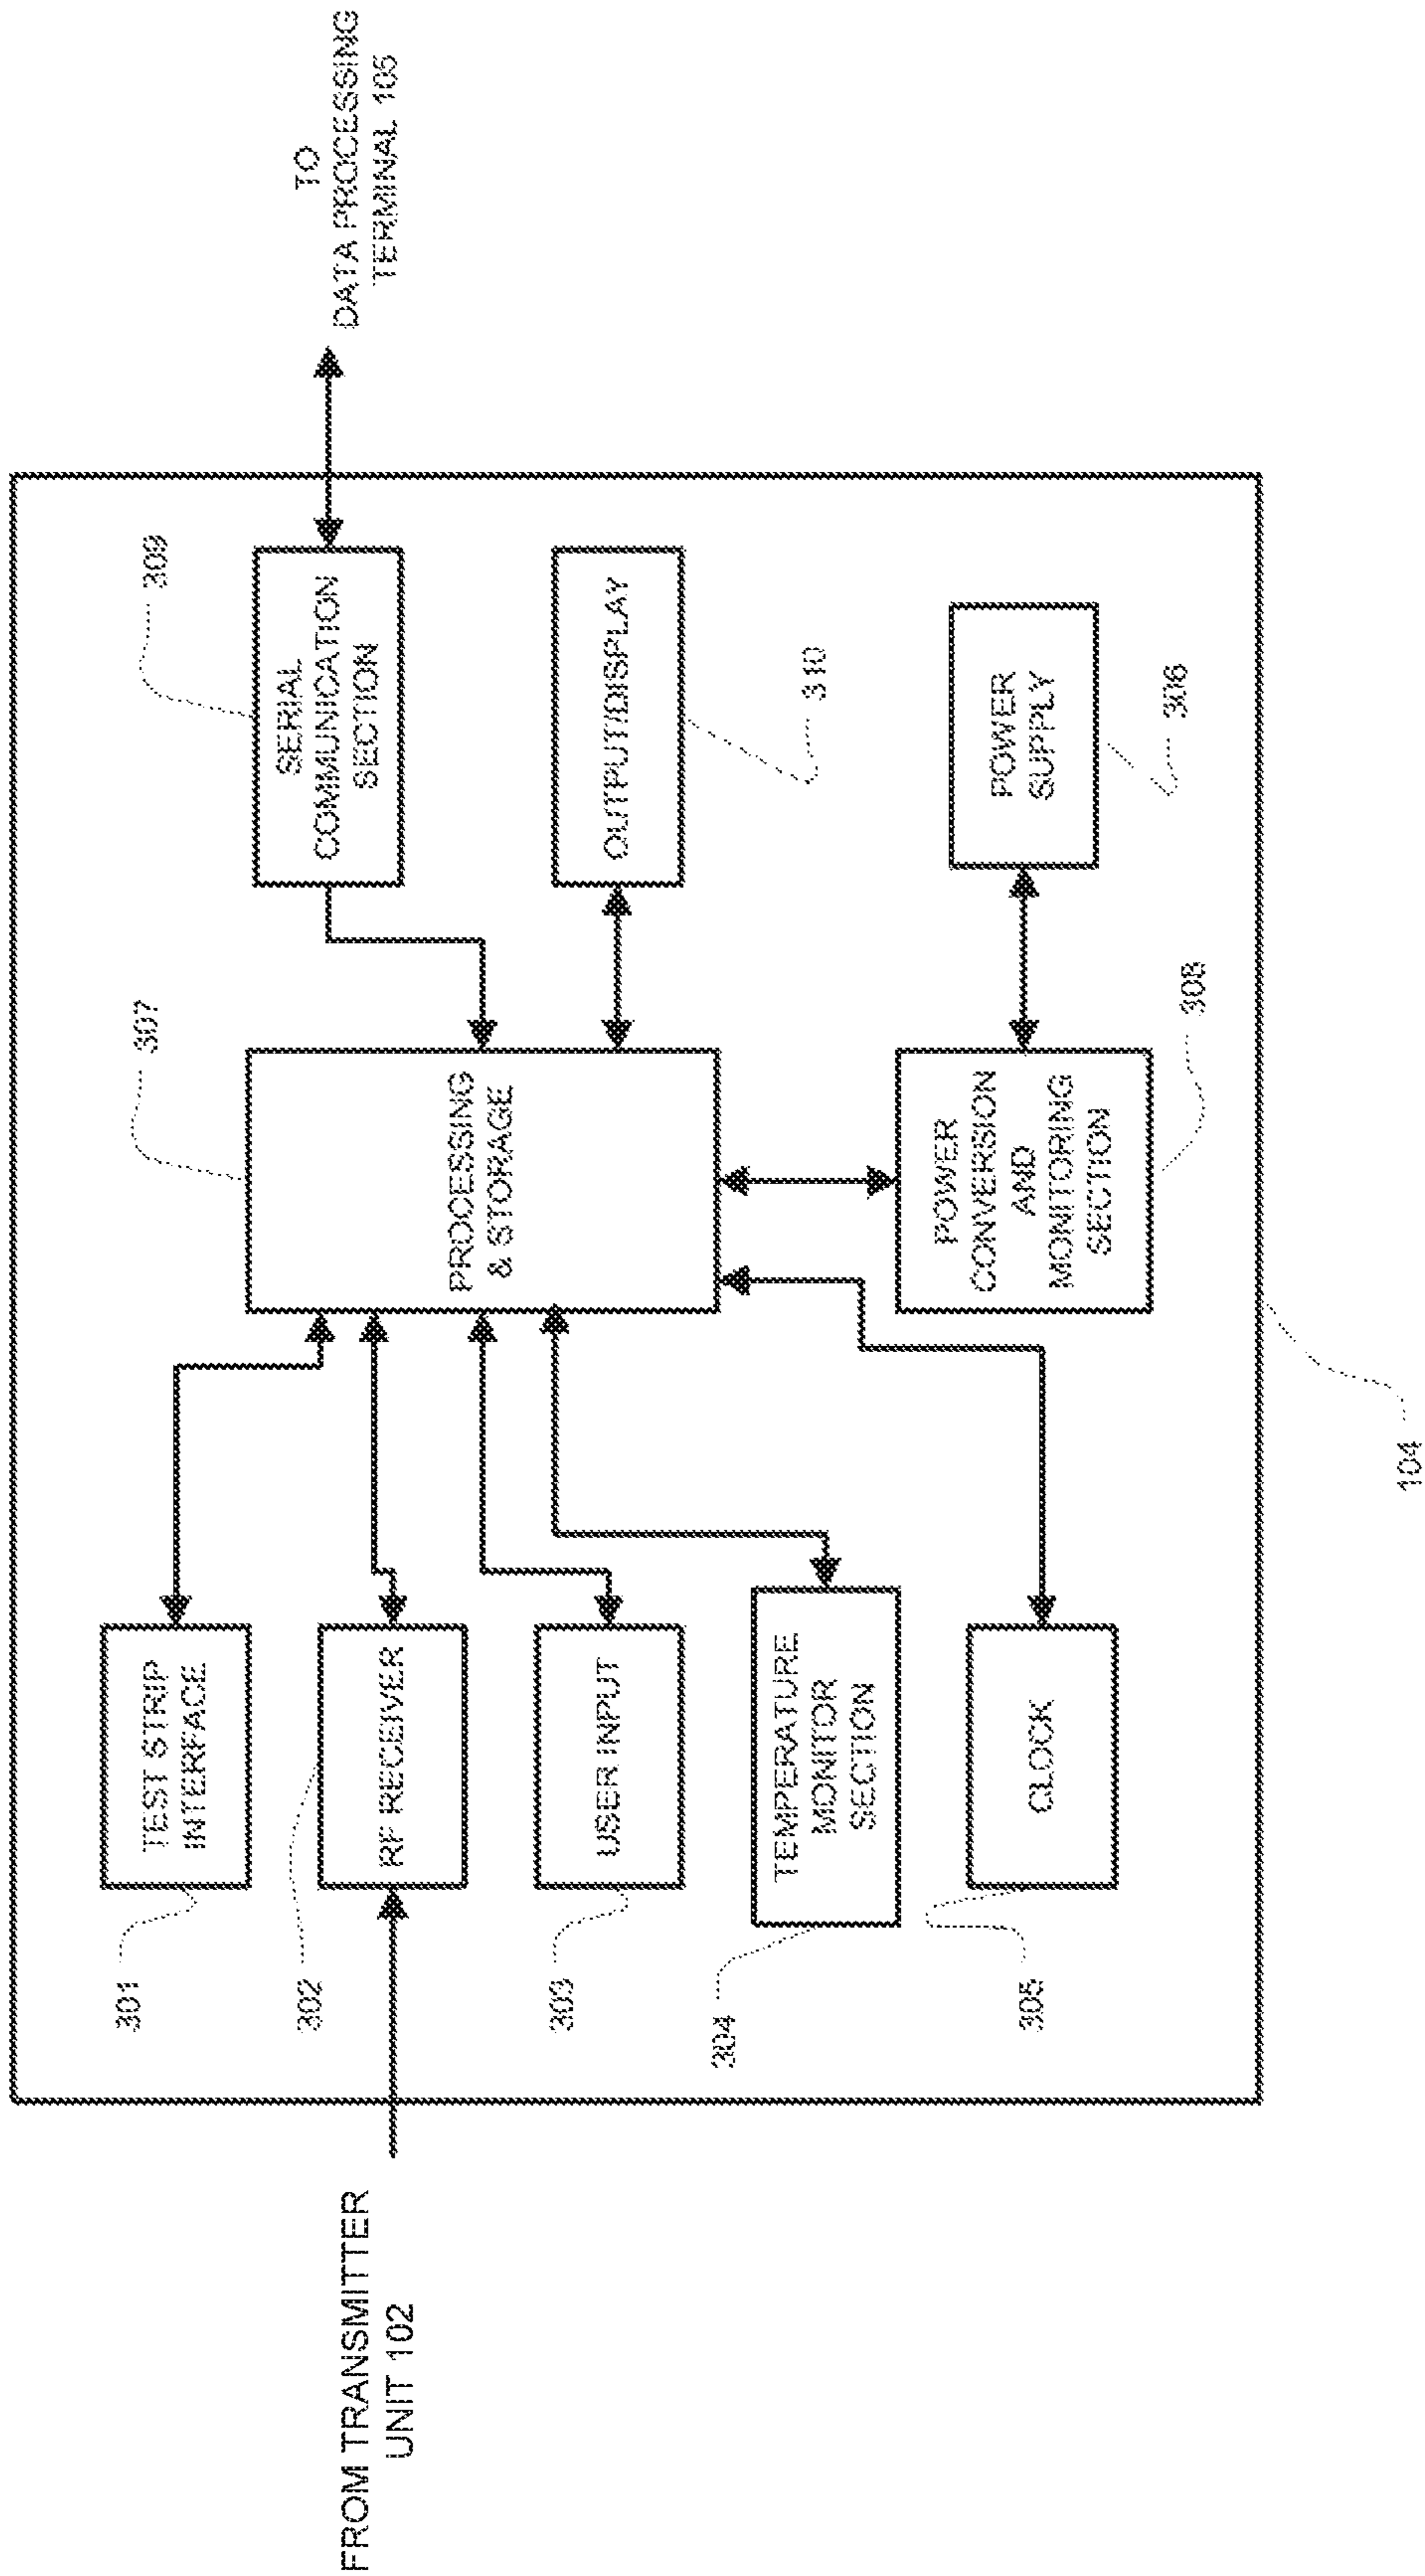 FROM TRANSMITTER
UNIT 102
301
TEST STRIP
INTERFACE
302
RF RECEIVER
303
USER INPUT
304
TEMPERATURE
MONITOR
SECTION
305
CLOCK
307
PROCESSING
& STORAGE
POWER
CONVERSION
AND
MONITORING
SECTION
308
309
SERIAL
COMMUNICATION
SECTION
OUTPUT/DISPLAY
310
POWER
SUPPLY
306
TO
DATA PROCESSING
TERMINAL 105
104